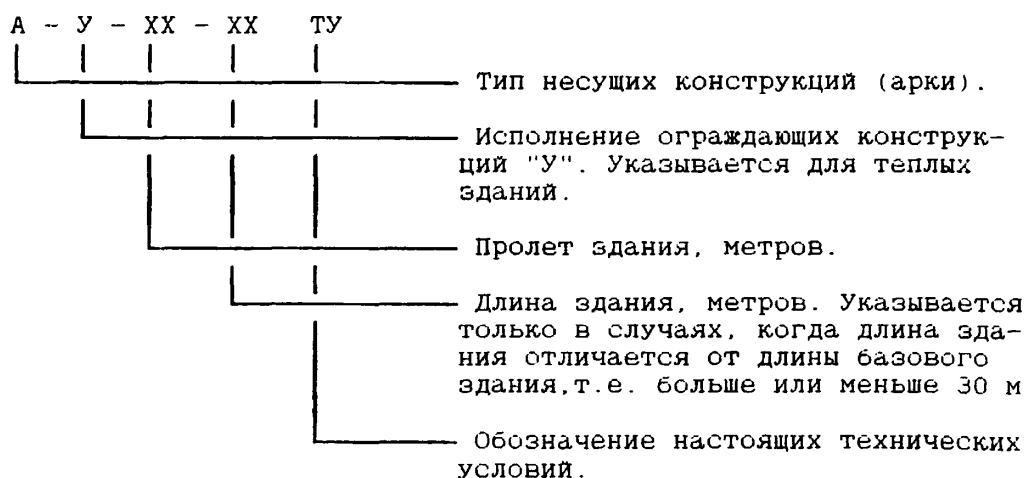 А – У – ХХ – ХХ ТУ
Тип несущих конструкций (арки).
Исполнение ограждающих конструк–
ций "У". Указывается для теплых
зданий.
Пролет здания, метров.
Длина здания, метров. Указывается
только в случаях, когда длина зда–
ния отличается от длины базового
здания,т.е. больше или меньше 30 м
Обозначение настоящих технических
условий.